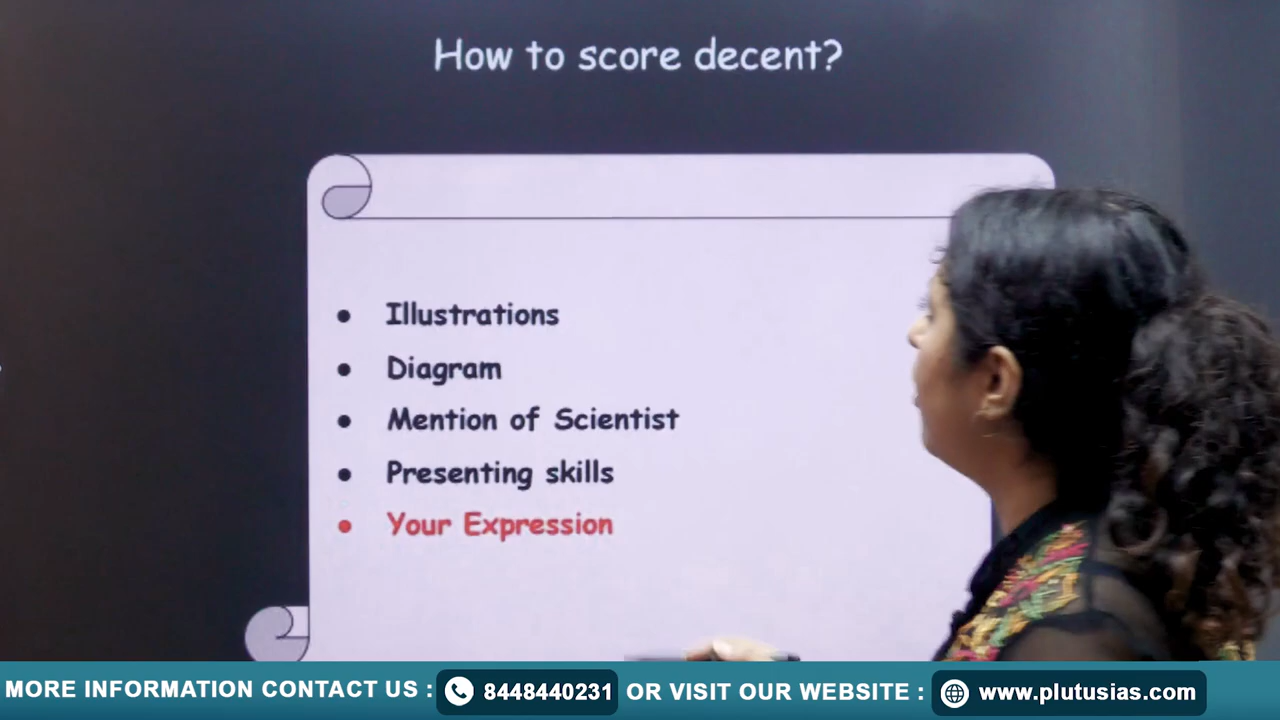 How to score decent?
● Illustrations
● Diagram
● Mention of Scientist
● Presenting skills
● Your Expression
MORE INFORMATION CONTACT US : 8448440231 OR VISIT OUR WEBSITE : www.plutusias.com